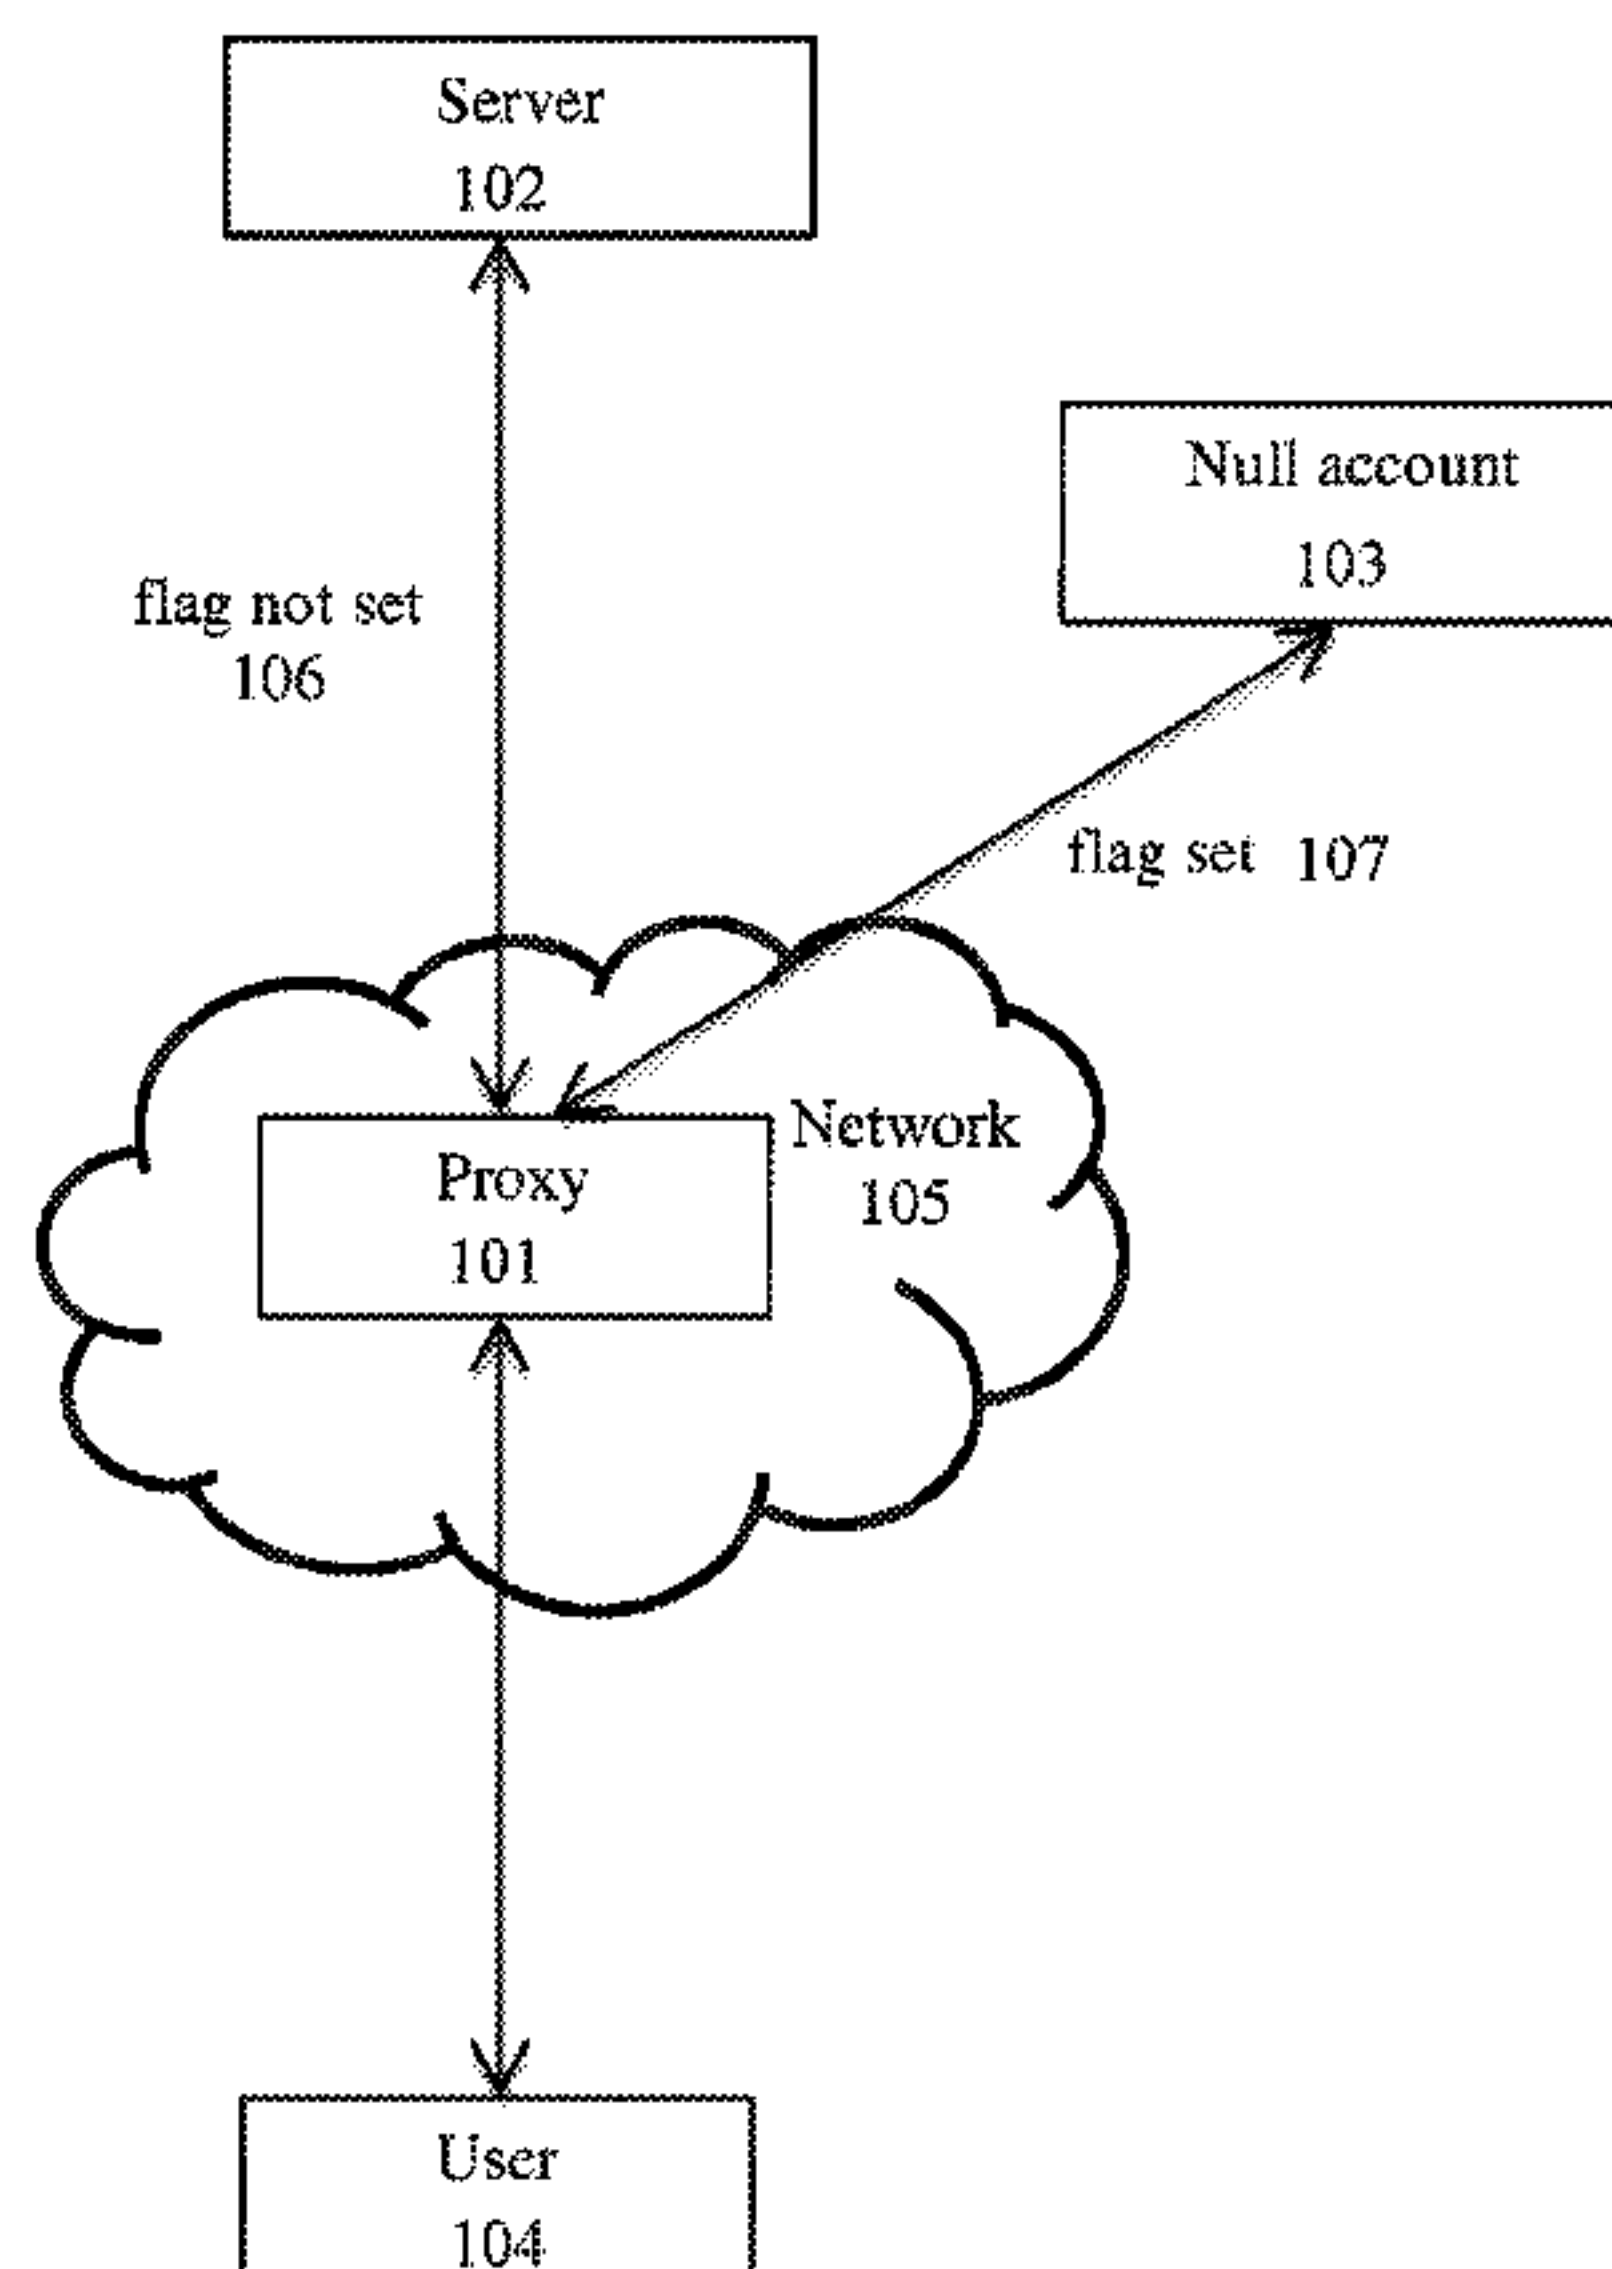 Server
102
Null account
103
flag not set
106
flag set 107
Network
105
Proxy
101
User
104